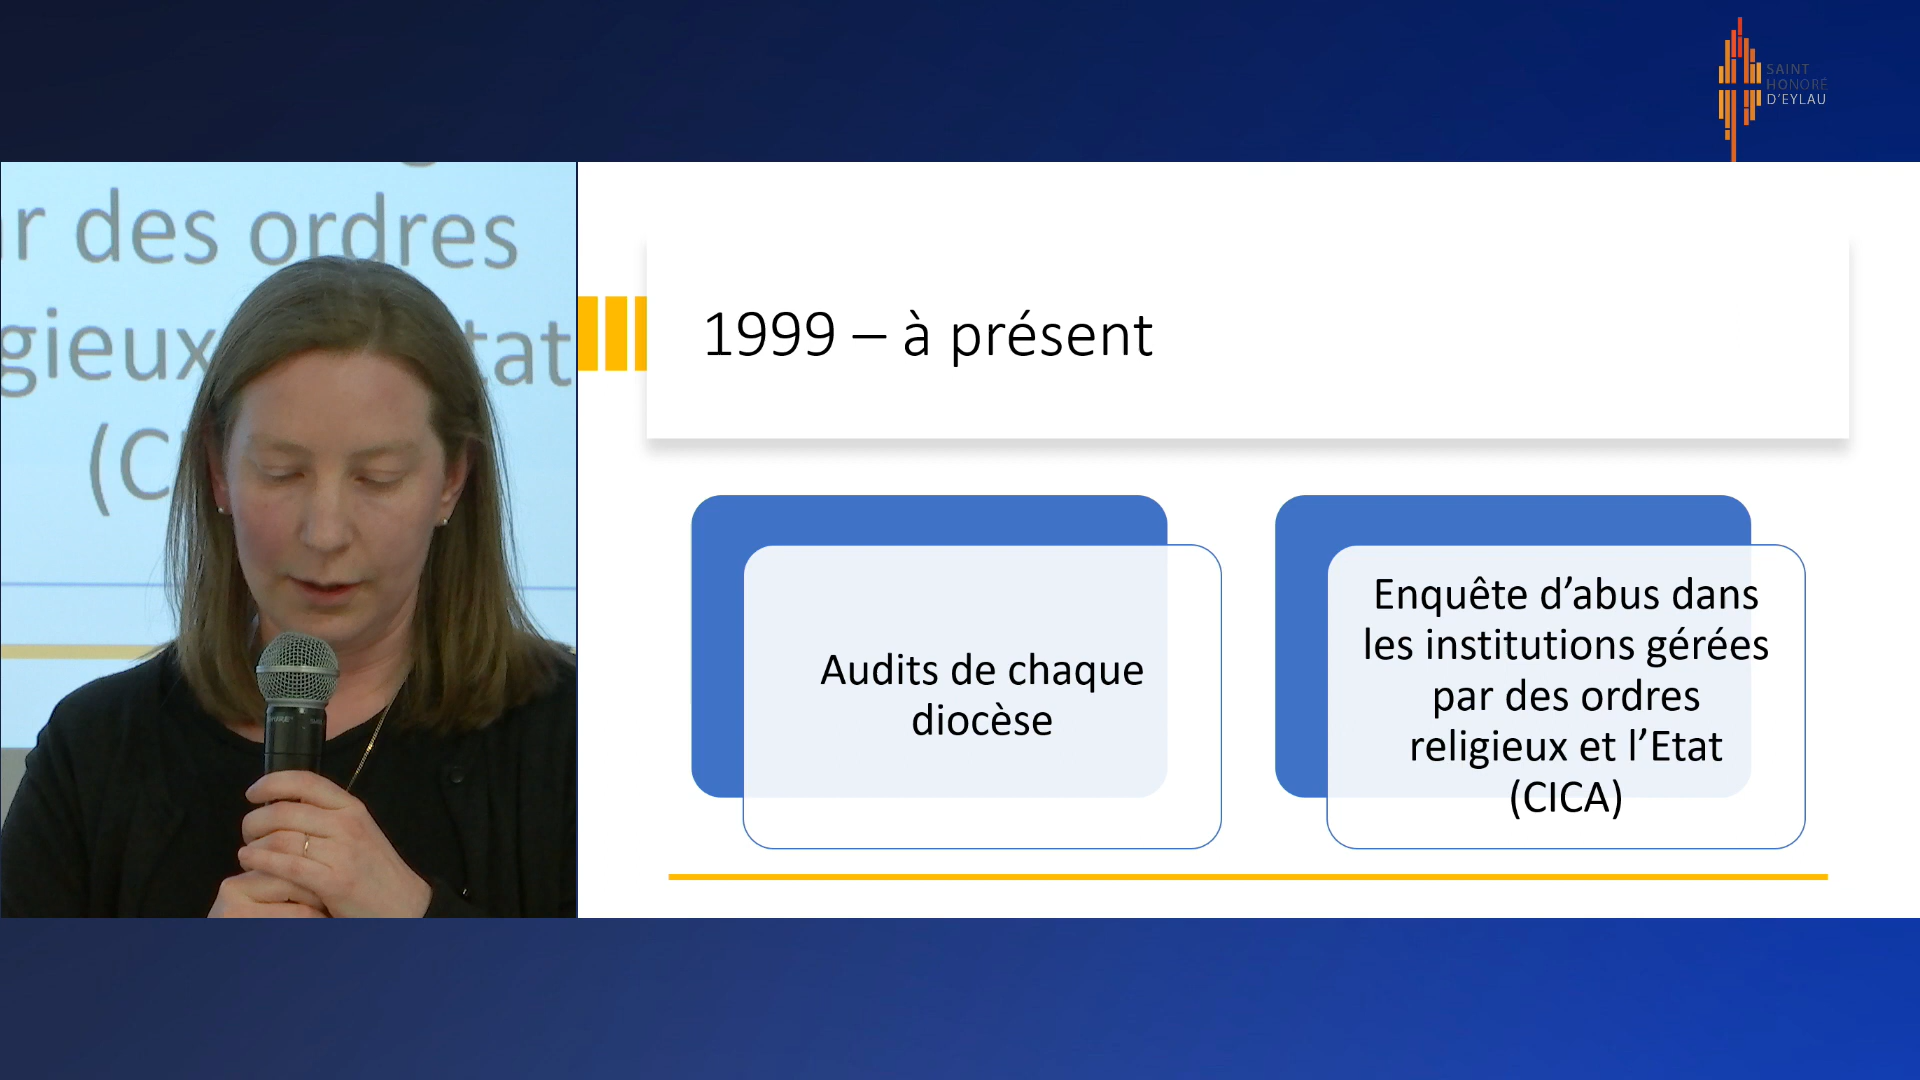 SAINT
HONORÉ
D'EYLAU
r des ordres
gieux
tat
(C
1999 – à présent
Audits de chaque
diocèse
Enquête d’abus dans
les institutions gérées
par des ordres
religieux et l’Etat
(CICA)